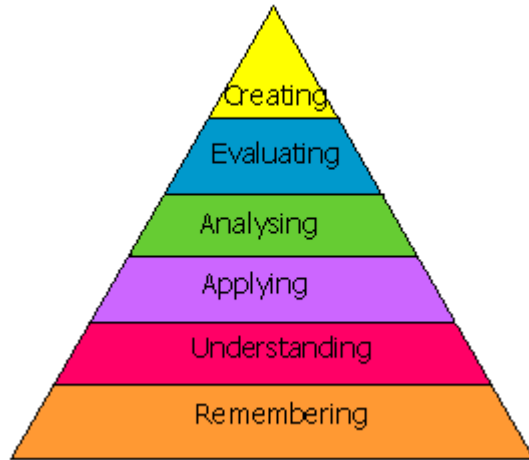 Creating
Evaluating
Analysing
Applying
Understanding
Remembering